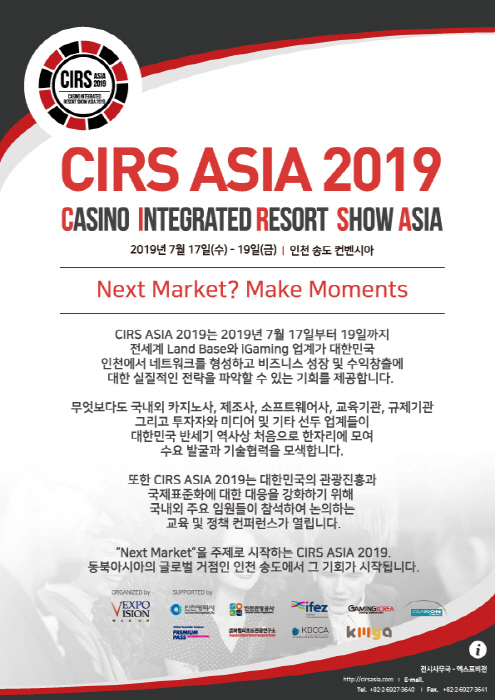 CIRS ASIA 2019
CASINO INTEGRATED
RESORT SHOW ASIA 2019
CIRS ASIA 2019
CASINO INTEGRATED RESORT SHOW ASIA
2019년 7월 17일(수) - 19일(금) | 인천 송도 컨벤시아
Next Market? Make Moments
CIRS ASIA 2019는 2019년 7월 17일부터 19일까지
전세계 Land Base와 iGaming 업계가 대한민국
인천에서 네트워크를 형성하고 비즈니스 성장 및 수익창출에
대한 실질적인 전략을 파악할 수 있는 기회를 제공합니다.
무엇보다도 국내외 카지노사, 제조사, 소프트웨어사, 교육기관, 규제기관
그리고 투자자와 미디어 및 기타 선두 업계들이
대한민국 반세기 역사상 처음으로 한자리에 모여
수요 발굴과 기술협력을 모색합니다.
또한 CIRS ASIA 2019는 대한민국의 관광진흥과
국제표준화에 대한 대응을 강화하기 위해
국내외 주요 임원들이 참석하여 논의하는
교육 및 정책 컨퍼런스가 열립니다.
“Next Market”을 주제로 시작하는 CIRS ASIA 2019.
동북아시아의 글로벌 거점인 인천 송도에서 그 기회가 시작됩니다.
ORGANIZED by SUPPORTED by
EXPO VISION 엑스포비전 인천광역시 인천관광공사 ifez GAMING KOREA
PREMIUM PASS KBCCA kmga
i
전시사무국 - 엑스포비전
http://cirsasia.com | E-mail.
Tel. +82-2-6927-3640 | Fax. +82-2-6927-3641